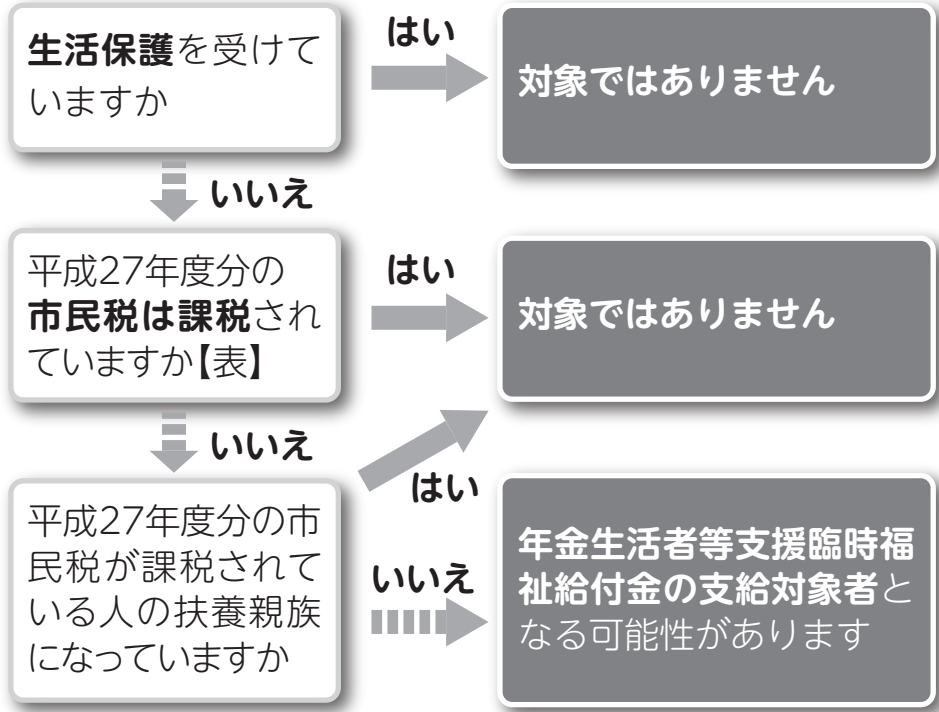 生活保護を受けて
いますか
はい
対象ではありません
いいえ
平成27年度分の
市民税は課税され
ていますか【表】
はい
対象ではありません
いいえ
はい
平成27年度分の市
民税が課税されて
いる人の扶養親族
になっていますか
いいえ
年金生活者等支援臨時福
祉給付金の支給対象者と
なる可能性があります